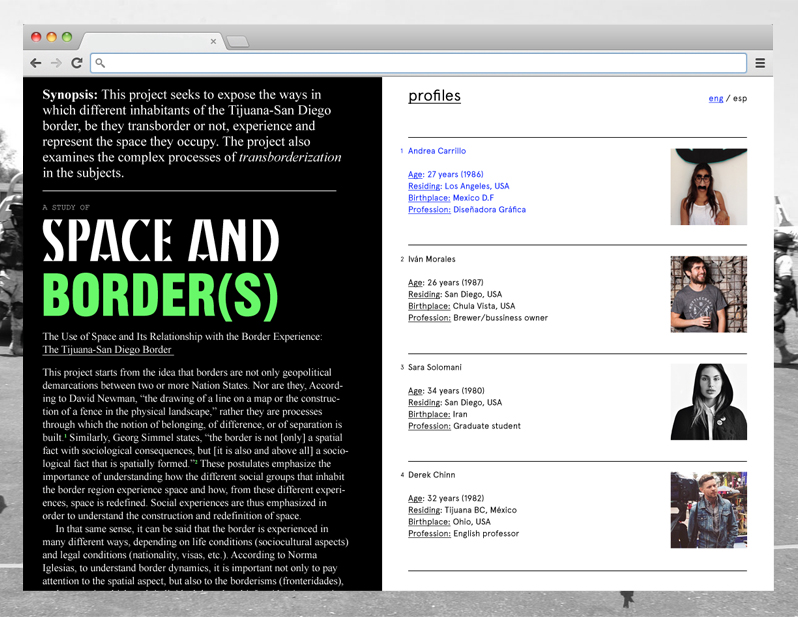 Synopsis: This project seeks to expose the ways in
which different inhabitants of the Tijuana-San Diego
border, be they transborder or not, experience and
represent the space they occupy. The project also
examines the complex processes of transborderization
in the subjects.
A STUDY OF
SPACE AND
BORDER(S)
The Use of Space and Its Relationship with the Border Experience:
The Tijuana-San Diego Border
This project starts from the idea that borders are not only geopolitical
demarcations between two or more Nation States. Nor are they, Accord-
ing to David Newman, “the drawing of a line on a map or the construc-
tion of a fence in the physical landscape,” rather they are processes
through which the notion of belonging, of difference, or of separation is
built.¹ Similarly, Georg Simmel states, “the border is not [only] a spatial
fact with sociological consequences, but [it is also and above all] a socio-
logical fact that is spatially formed.”² These postulates emphasize the
importance of understanding how the different social groups that inhabit
the border region experience space and how, from these different experi-
ences, space is redefined. Social experiences are thus emphasized in
order to understand the construction and redefinition of space.
In that same sense, it can be said that the border is experienced in
many different ways, depending on life conditions (sociocultural aspects)
and legal conditions (nationality, visas, etc.). According to Norma
Iglesias, to understand border dynamics, it is important not only to pay
attention to the spatial aspect, but also to the borderisms (fronteridades),
profiles
eng / esp
1 Andrea Carrillo
Age: 27 years (1986)
Residing: Los Angeles, USA
Birthplace: Mexico D.F
Profession: Diseñadora Gráfica
2 Iván Morales
Age: 26 years (1987)
Residing: San Diego, USA
Birthplace: Chula Vista, USA
Profession: Brewer/bussiness owner
3 Sara Solomani
Age: 34 years (1980)
Residing: San Diego, USA
Birthplace: Iran
Profession: Graduate student
4 Derek Chinn
Age: 32 years (1982)
Residing: Tijuana BC, México
Birthplace: Ohio, USA
Profession: English professor